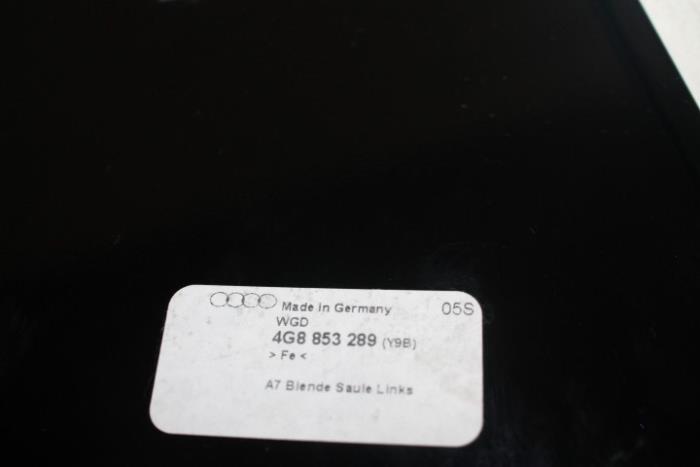 Made in Germany 05S
WGD
4G8 853 289 (Y9B)
> Fe <
A7 Blende Saule Links